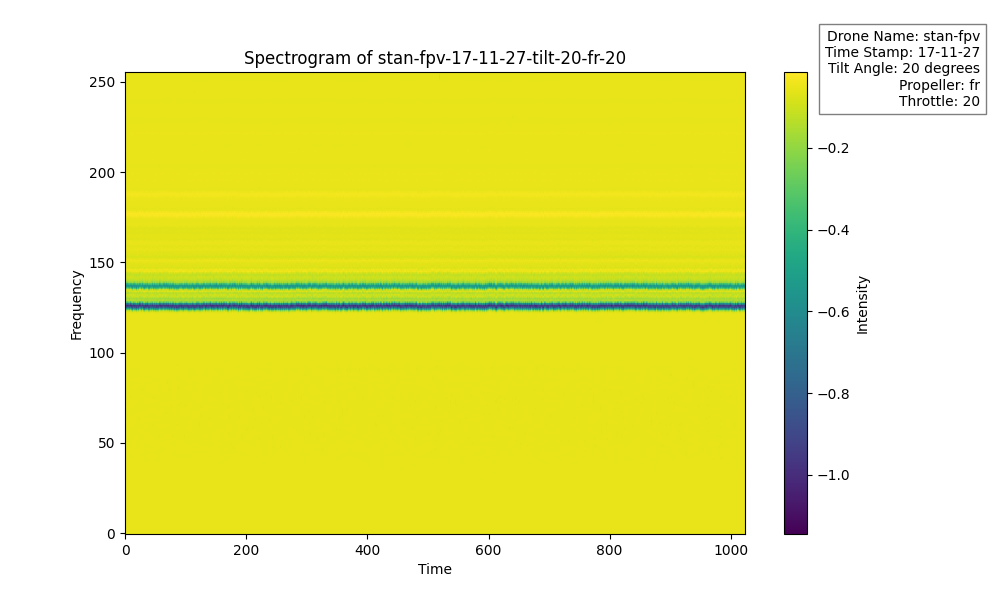 Drone Name: stan-fpv
Time Stamp: 17-11-27
Tilt Angle: 20 degrees
Propeller: fr
Throttle: 20
Spectrogram of stan-fpv-17-11-27-tilt-20-fr-20
Frequency
250
200
150
100
50
0
0 200 400 600 800 1000
Time
−0.2
−0.4
−0.6
−0.8
−1.0
Intensity